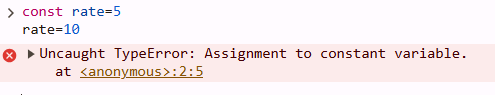 const rate=5
rate=10
Uncaught TypeError: Assignment to constant variable.
at <anonymous>:2:5